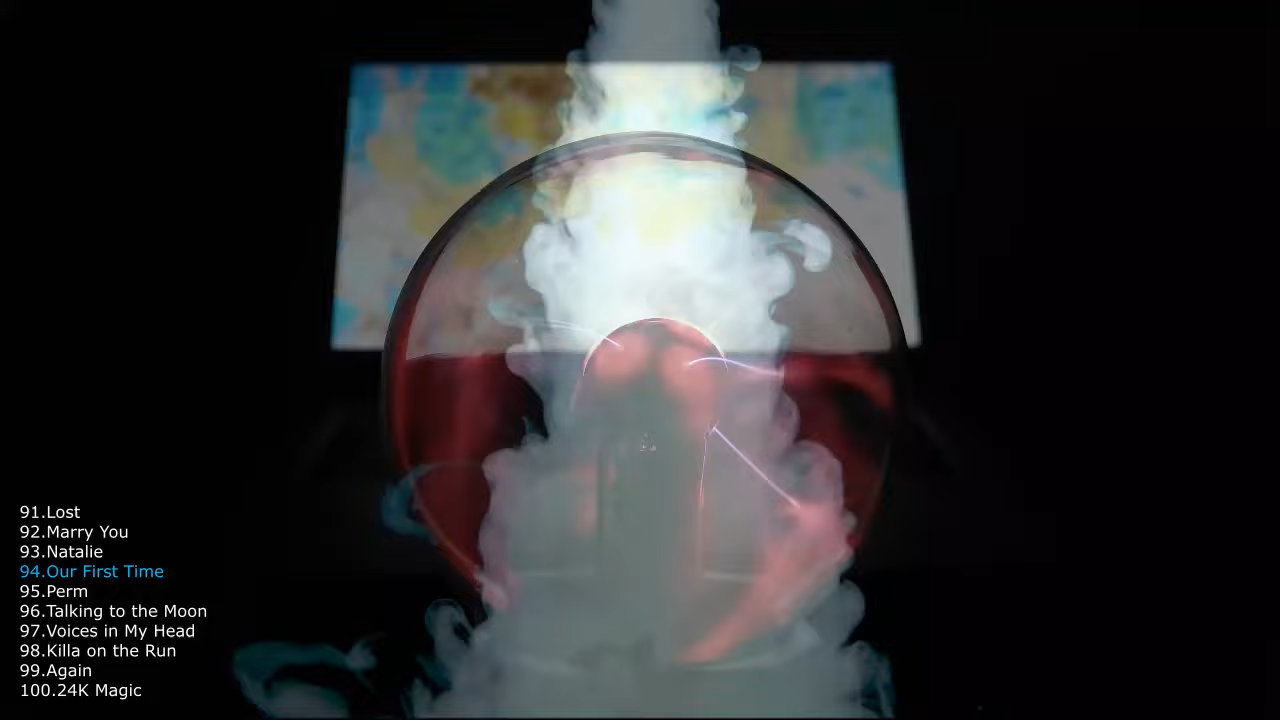 91.Lost
92.Marry You
93.Natalie
94.Our First Time
95.Perm
96.Talking to the Moon
97.Voices in My Head
98.Killa on the Run
99.Again
100.24K Magic